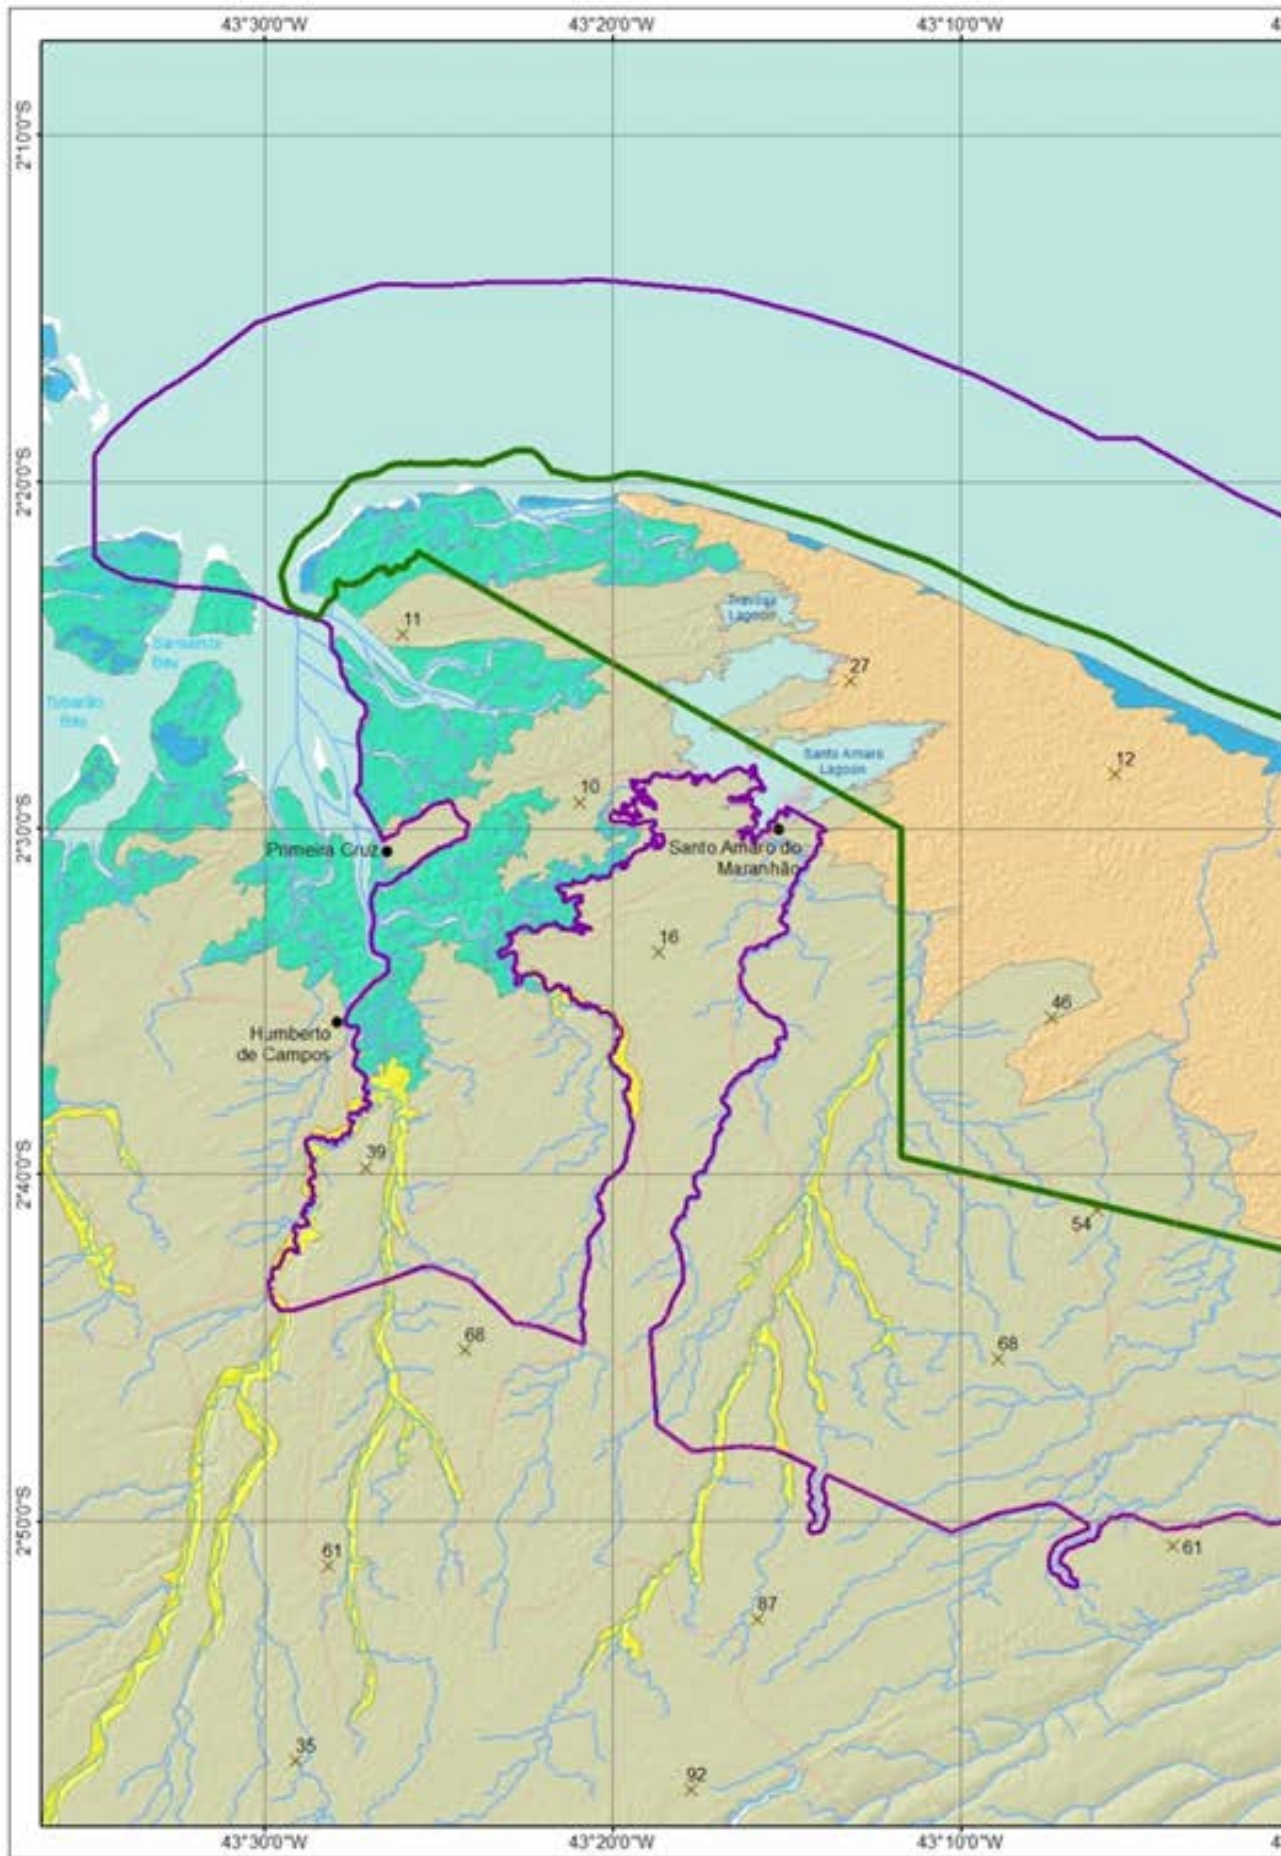 43°30'0"W
43°20'0"W
43°10'0"W
2°10'0"S
2°20'0"S
Travosa
Lagoon
11
Bay
Tubarão
Bay
27
Santo Amaro
Lagoon
12
10
2°30'0"S
Primeira Cruz
Santo Amaro do
Maranhão
16
46
Humberto
de Campos
39
2°40'0"S
54
68
68
2°50'0"S
61
61
87
35
92
43°30'0"W
43°20'0"W
43°10'0"W